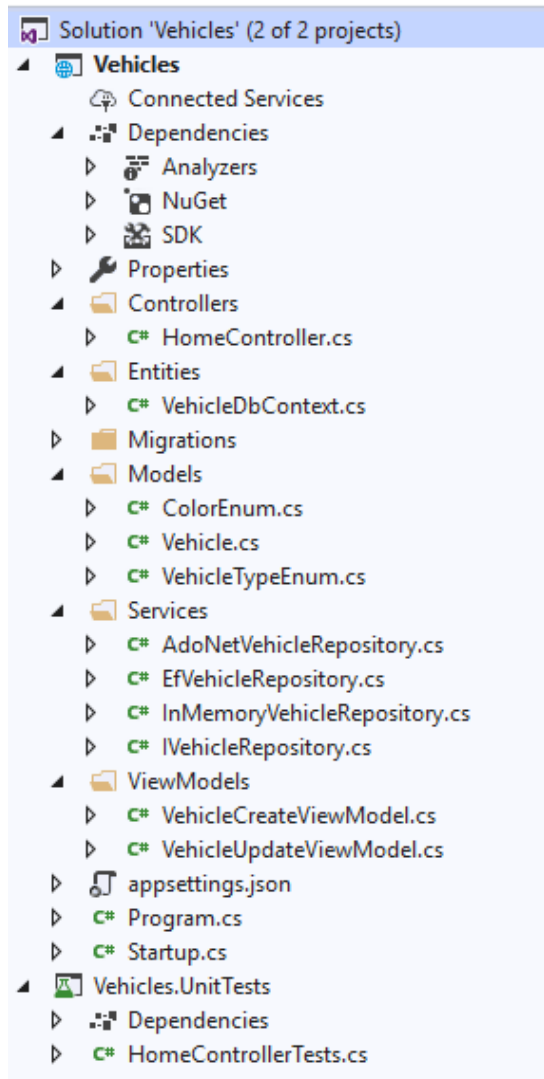 Solution 'Vehicles' (2 of 2 projects)
Vehicles
Connected Services
Dependencies
Analyzers
NuGet
SDK
Properties
Controllers
C# HomeController.cs
Entities
C# VehicleDbContext.cs
Migrations
Models
C# ColorEnum.cs
C# Vehicle.cs
C# VehicleTypeEnum.cs
Services
C# AdoNetVehicleRepository.cs
C# EfVehicleRepository.cs
C# InMemoryVehicleRepository.cs
C# IVehicleRepository.cs
ViewModels
C# VehicleCreateViewModel.cs
C# VehicleUpdateViewModel.cs
appsettings.json
C# Program.cs
C# Startup.cs
Vehicles.UnitTests
Dependencies
C# HomeControllerTests.cs